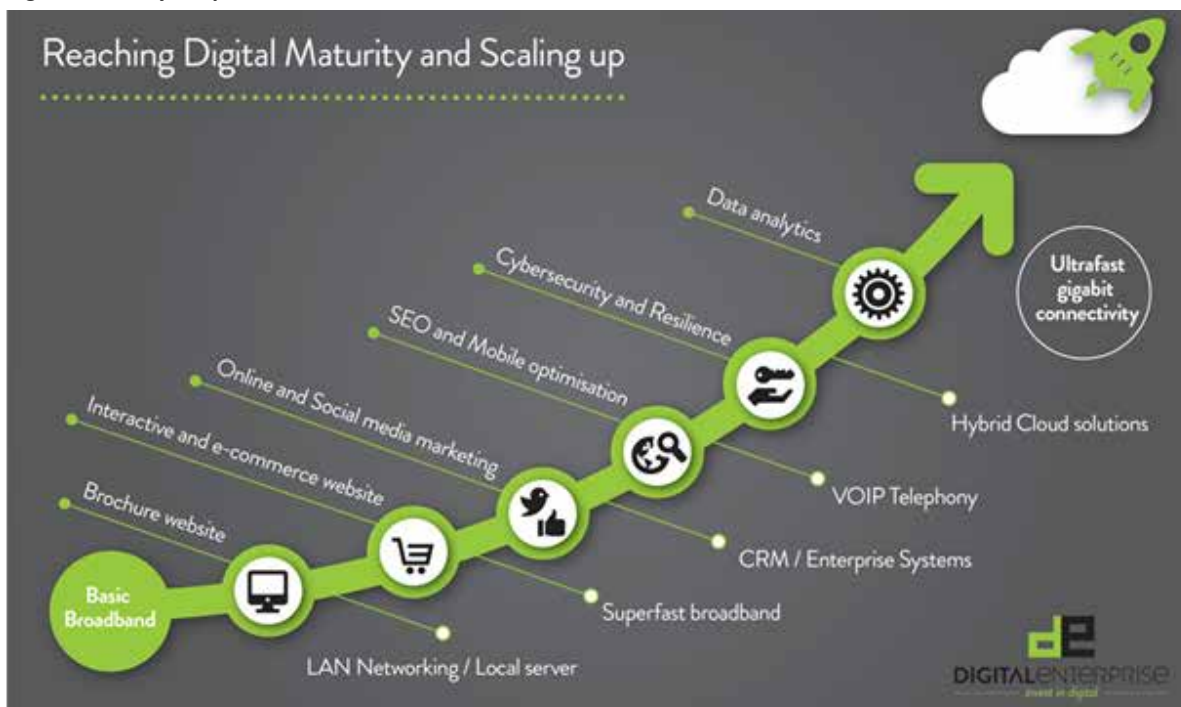 Reaching Digital Maturity and Scaling up
Data analytics
Cybersecurity and Resilience
SEO and Mobile optimisation
Online and Social media marketing
Interactive and e-commerce website
Brochure website
Basic
Broadband
Ultrafast
gigabit
connectivity
Hybrid Cloud solutions
VOIP Telephony
CRM / Enterprise Systems
Superfast broadband
LAN Networking / Local server
de
DIGITALENTERPRISE
invest in digital